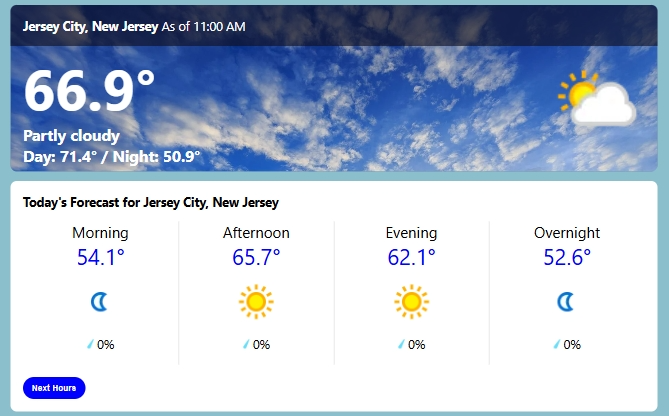 Jersey City, New Jersey As of 11:00 AM
66.9°
Partly cloudy
Day: 71.4° / Night: 50.9°
Today's Forecast for Jersey City, New Jersey
Morning Afternoon Evening Overnight
54.1° 65.7° 62.1° 52.6°
0% 0% 0% 0%
Next Hours